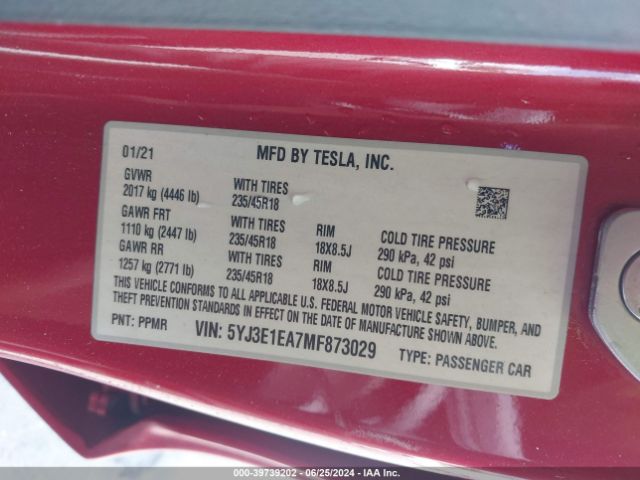 01/21 MFD BY TESLA, INC.
GVWR
2017 kg (4446 lb) WITH TIRES 235/45R18
GAWR FRT
1110 kg (2447 lb) WITH TIRES 235/45R18 RIM 18X8.5J COLD TIRE PRESSURE 290 kPa, 42 psi
GAWR RR
1257 kg (2771 lb) WITH TIRES 235/45R18 RIM 18X8.5J COLD TIRE PRESSURE 290 kPa, 42 psi
THIS VEHICLE CONFORMS TO ALL APPLICABLE U.S. FEDERAL MOTOR VEHICLE SAFETY, BUMPER, AND
THEFT PREVENTION STANDARDS IN EFFECT ON THE DATE OF MANUFACTURE SHOWN ABOVE.
PNT: PPMR VIN: 5YJ3E1EA7MF873029 TYPE: PASSENGER CAR
000-39739202 - 06/25/2024 - IAA Inc.